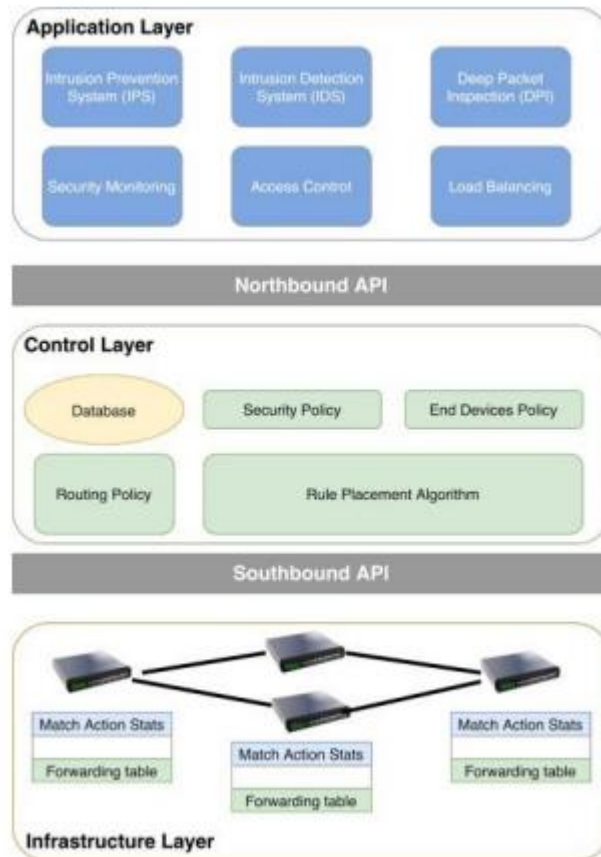 Application Layer
Intrusion Prevention
System (IPS)
Intrusion Detection
System (IDS)
Deep Packet
Inspection (DPI)
Security Monitoring
Access Control
Load Balancing
Northbound API
Control Layer
Database
Security Policy
End Devices Policy
Routing Policy
Rule Placement Algorithm
Southbound API
Match Action Stats
Forwarding table
Match Action Stats
Forwarding table
Match Action Stats
Forwarding table
Infrastructure Layer